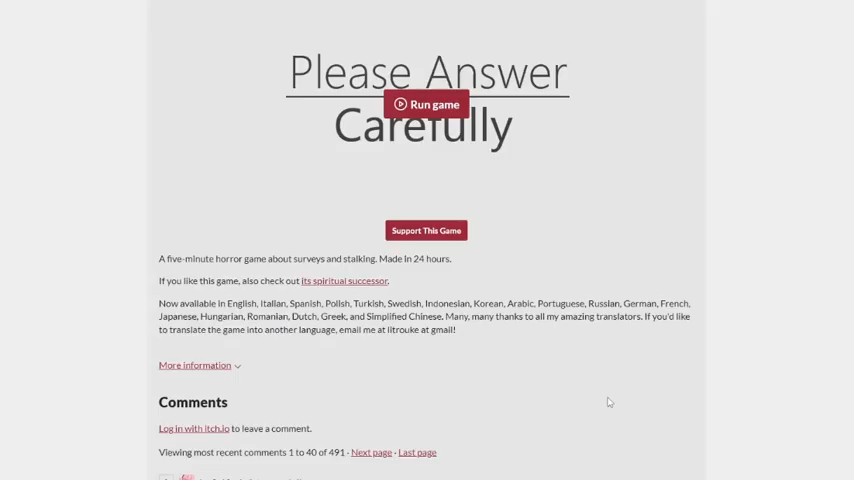 Please Answer
Run game
Carefully
Support This Game
A five-minute horror game about surveys and stalking. Made in 24 hours.
If you like this game, also check out its spiritual successor.
Now available in English, Italian, Spanish, Polish, Turkish, Swedish, Indonesian, Korean, Arabic, Portuguese, Russian, German, French,
Japanese, Hungarian, Romanian, Dutch, Greek, and Simplified Chinese. Many, many thanks to all my amazing translators. If you'd like
to translate the game into another language, email me at litrouke at gmail!
More information
Comments
Log in with itch.io to leave a comment.
Viewing most recent comments 1 to 40 of 491 · Next page · Last page